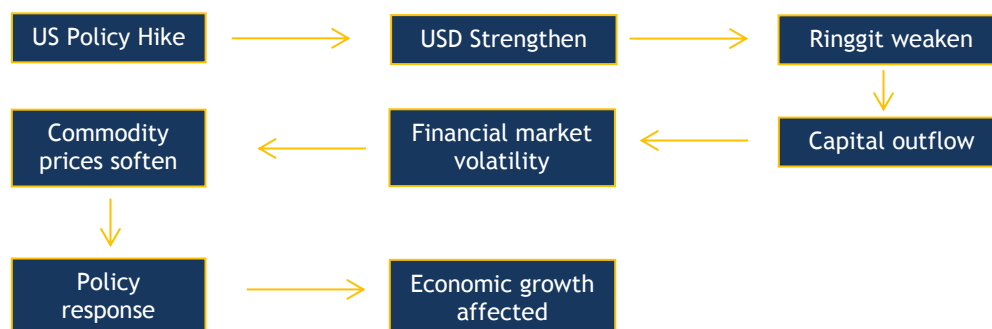 US Policy Hike
USD Strengthen
Ringgit weaken
Capital outflow
Financial market
volatility
Commodity
prices soften
Policy
response
Economic growth
affected